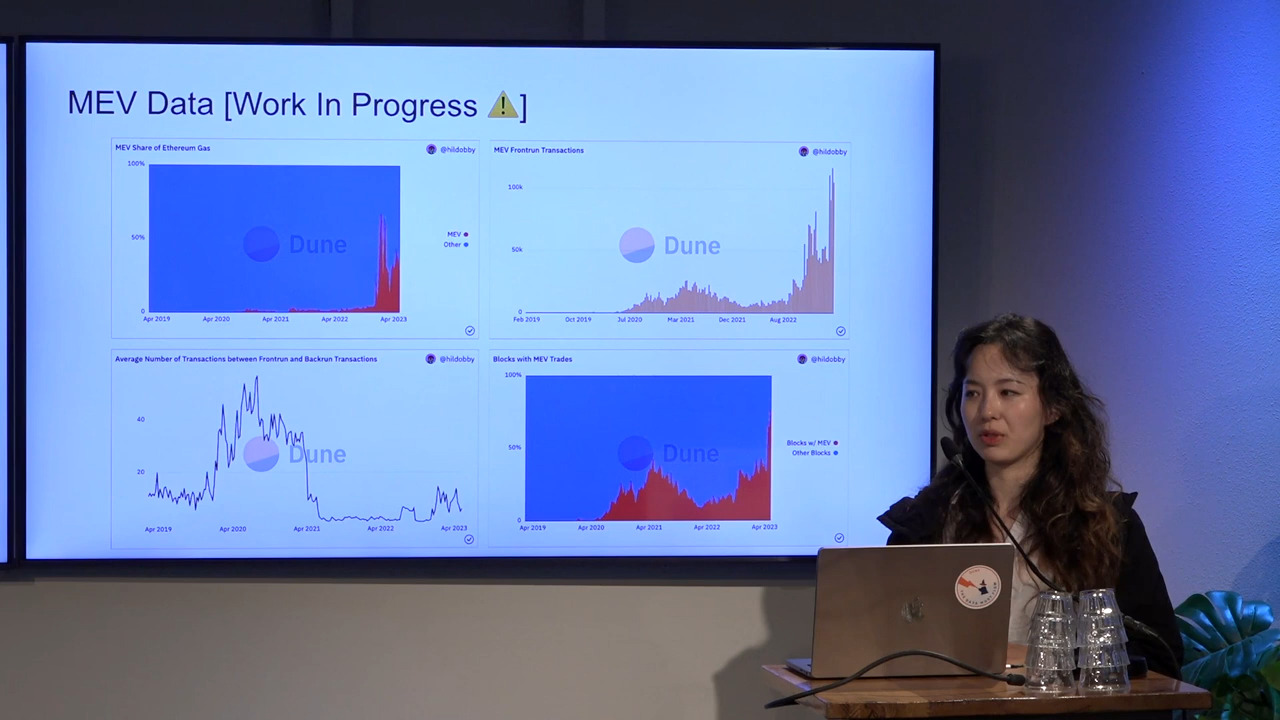 MEV Data [Work In Progress ⚠️]
MEV Share of Ethereum Gas
@hildobby
100%
50%
0
Dune
MEV
Other
Apr 2019
Apr 2020
Apr 2021
Apr 2022
Apr 2023
MEV Frontrun Transactions
@hildobby
100k
50k
0
Dune
Feb 2019
Oct 2019
Jul 2020
Mar 2021
Dec 2021
Aug 2022
Average Number of Transactions between Frontrun and Backrun Transactions
@hildobby
40
20
Dune
Apr 2019
Apr 2020
Apr 2021
Apr 2022
Apr 2023
Blocks with MEV Trades
@hildobby
100%
50%
0
Dune
Blocks w/ MEV
Other Blocks
Apr 2019
Apr 2020
Apr 2021
Apr 2022
Apr 2023